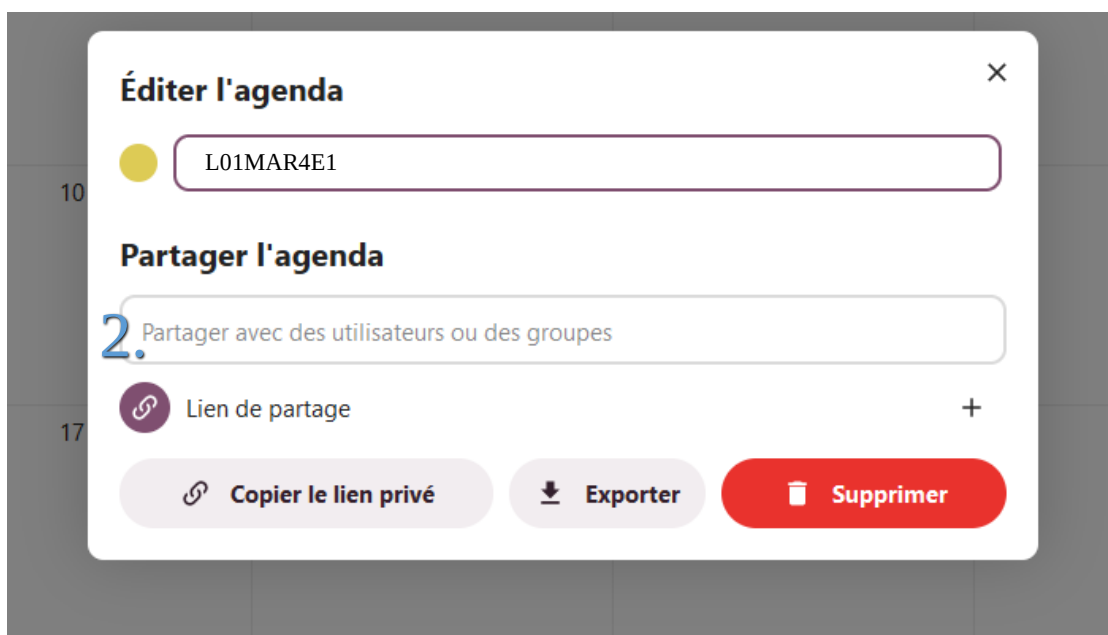 Éditer l'agenda
L01MAR4E1
10
Partager l'agenda
2.
Partager avec des utilisateurs ou des groupes
Lien de partage
17
Copier le lien privé
Exporter
Supprimer